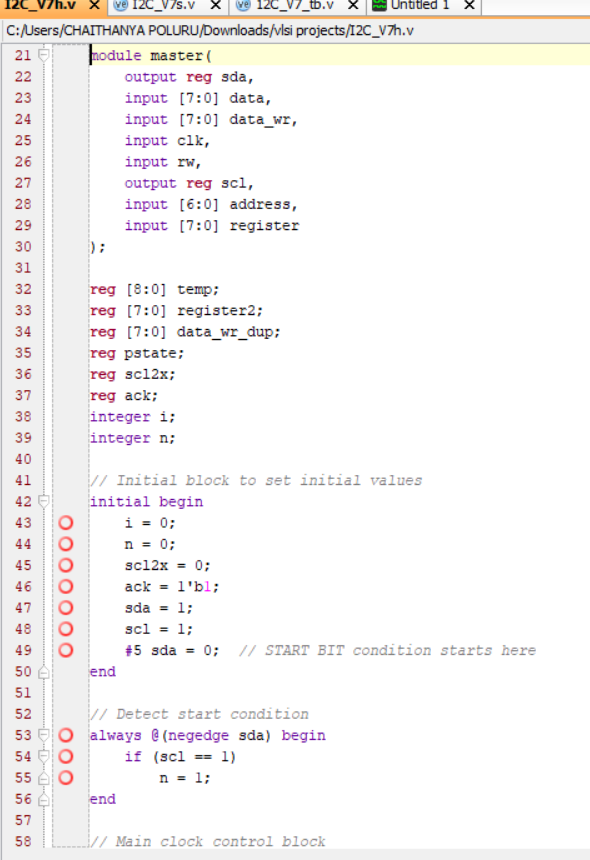 I2C_V7h.v × I2C_V7s.v × I2C_V7_tb.v × Untitled 1 ×
C:/Users/CHAITHANYA POLURU/Downloads/vlsi projects/I2C_V7h.v
21 module master(
22     output reg sda,
23     input [7:0] data,
24     input [7:0] data_wr,
25     input clk,
26     input rw,
27     output reg scl,
28     input [6:0] address,
29     input [7:0] register
30 );
31
32 reg [8:0] temp;
33 reg [7:0] register2;
34 reg [7:0] data_wr_dup;
35 reg pstate;
36 reg scl2x;
37 reg ack;
38 integer i;
39 integer n;
40
41 // Initial block to set initial values
42 initial begin
43     i = 0;
44     n = 0;
45     scl2x = 0;
46     ack = 1'b1;
47     sda = 1;
48     scl = 1;
49     #5 sda = 0;  // START BIT condition starts here
50 end
51
52 // Detect start condition
53 always @(negedge sda) begin
54     if (scl == 1)
55         n = 1;
56 end
57
58 // Main clock control block